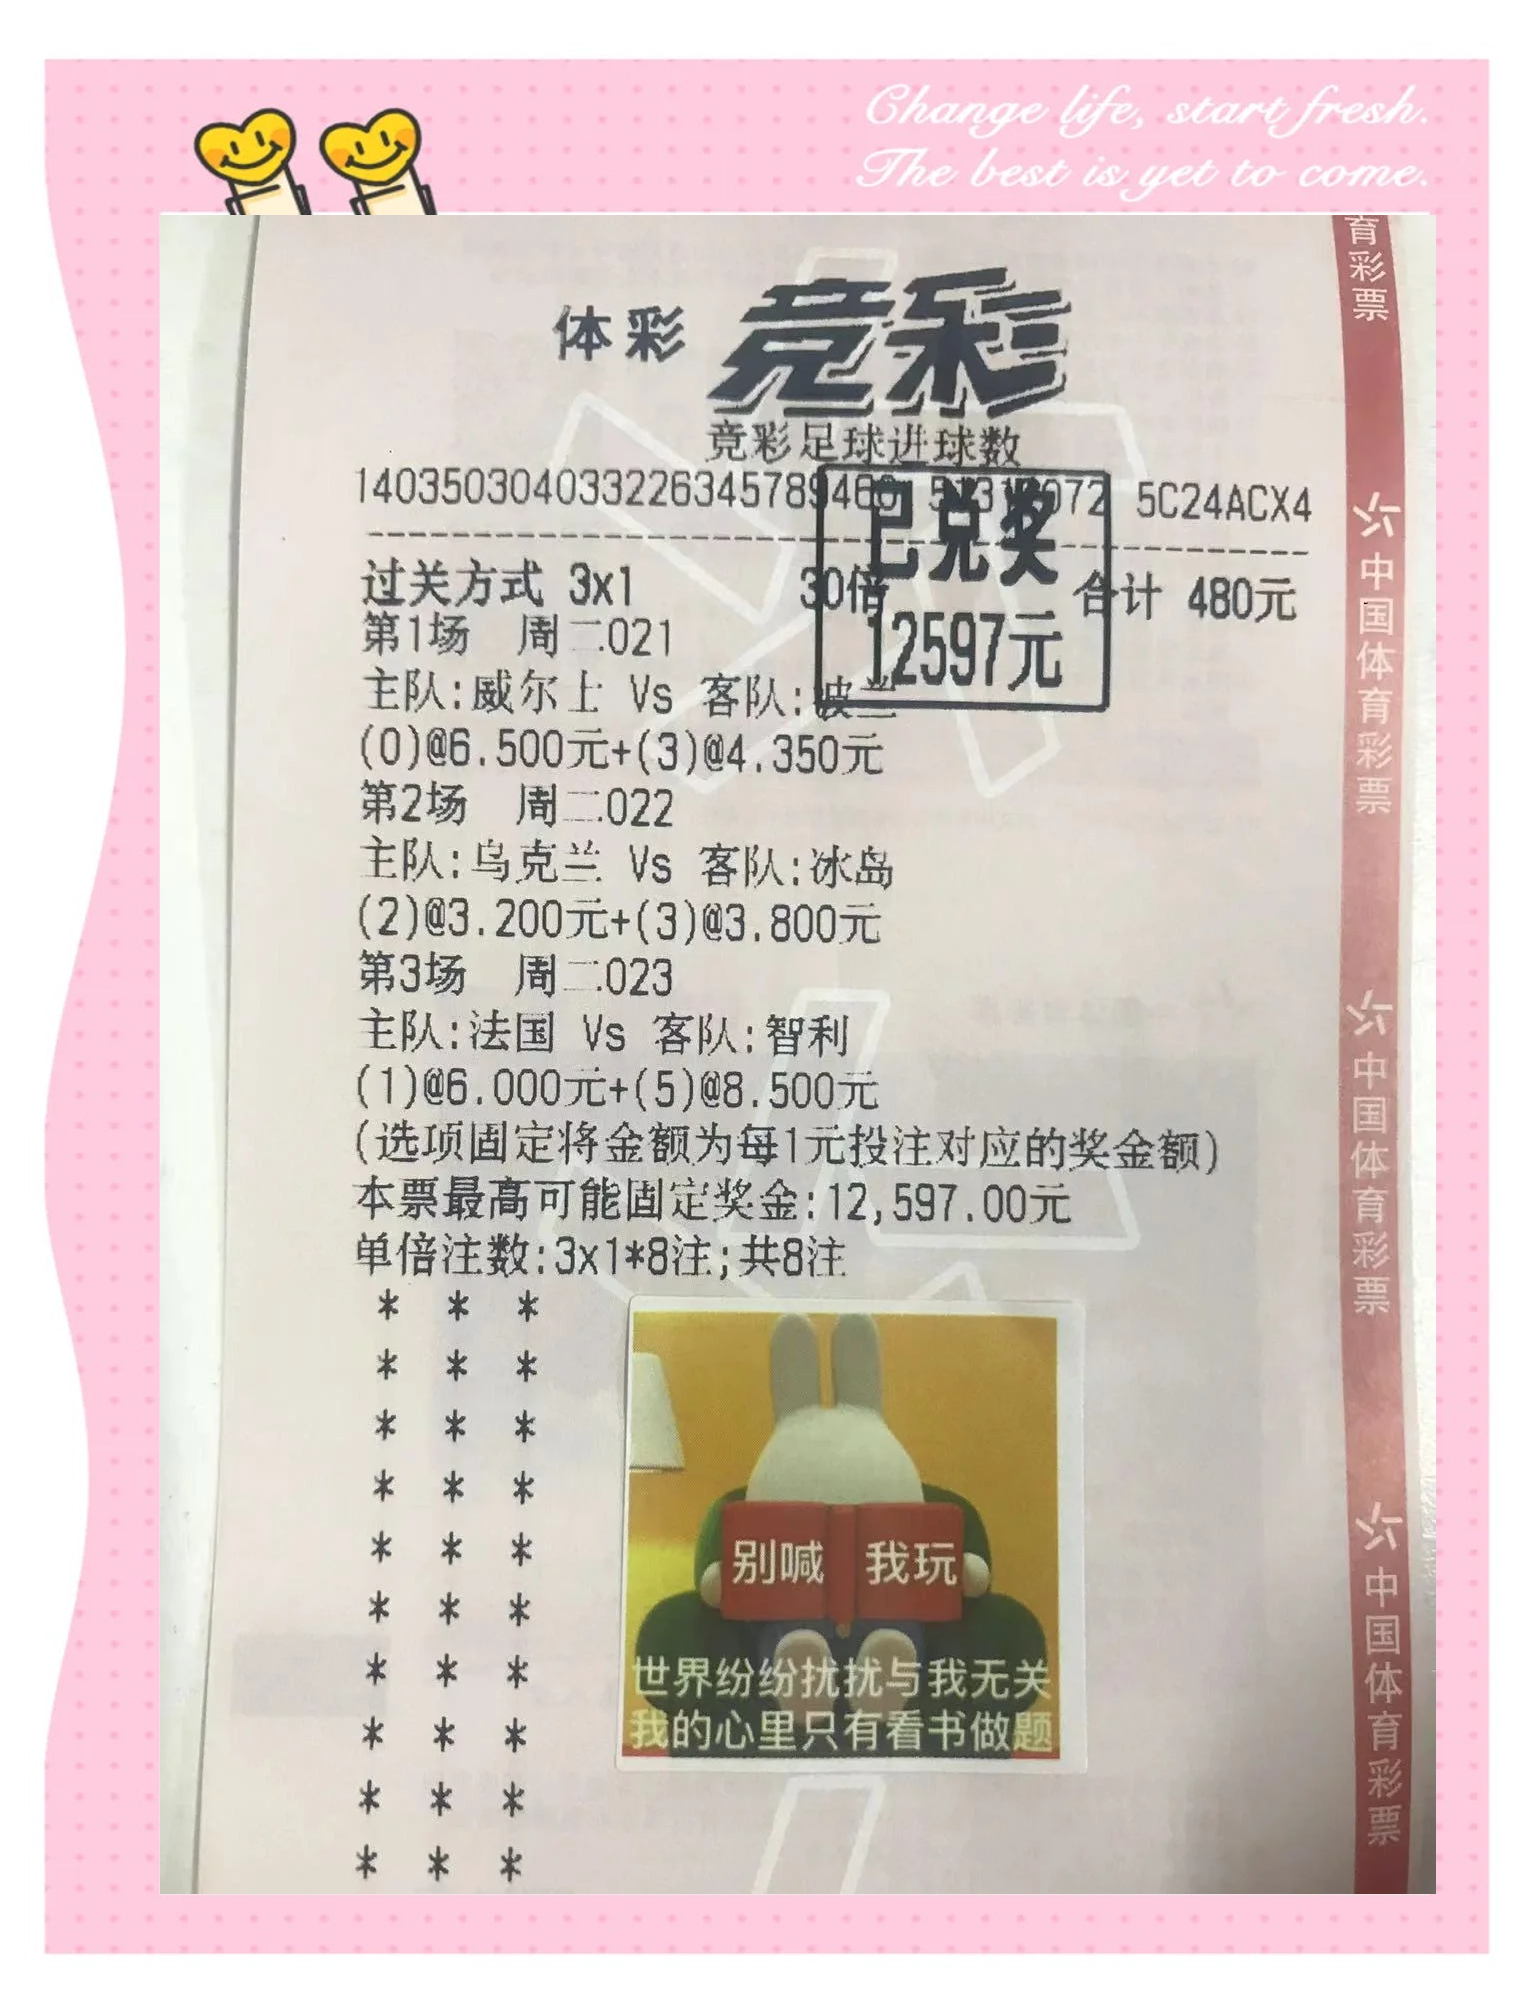 Change life, start fresh.
The best is yet to come.
体彩 竞彩
竞彩足球进球数
5C24ACX4
已兑奖
12597元
过关方式 3x1 30倍 合计 480元
第1场 周二021
主队:威尔士 Vs 客队:波兰
(0)@6.500元+(3)@4.350元
第2场 周二022
主队:乌克兰 Vs 客队:冰岛
(2)@3.200元+(3)@3.800元
第3场 周二023
主队:法国 Vs 客队:智利
(1)@6.000元+(5)@8.500元
(选项固定将金额为每1元投注对应的奖金额)
本票最高可能固定奖金:12,597.00元
单倍注数:3x1*8注;共8注
* * *
* * *
* * *
* * *
* * *
* * *
* * *
* * *
* * *
* * *
别喊 我玩
世界纷纷扰扰与我无关
我的心里只有看书做题
育彩票
中国体育彩票
中国体育彩票
中国体育彩票